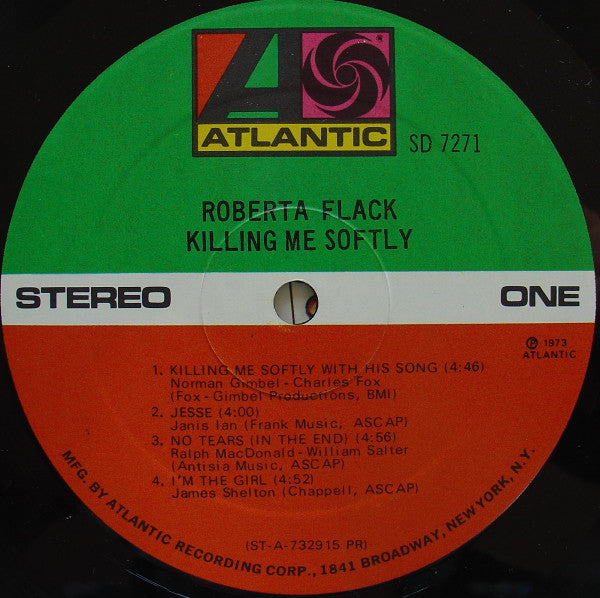 ATLANTIC
SD 7271
ROBERTA FLACK
KILLING ME SOFTLY
STEREO
ONE
℗ 1973
ATLANTIC
1. KILLING ME SOFTLY WITH HIS SONG (4:46)
Norman Gimbel - Charles Fox
(Fox - Gimbel Productions, BMI)
2. JESSE (4:00)
Janis Ian (Frank Music, ASCAP)
3. NO TEARS (IN THE END) (4:56)
Ralph MacDonald - William Salter
(Antisia Music, ASCAP)
4. I'M THE GIRL (4:52)
James Shelton (Chappell, ASCAP)
(ST-A-732915 PR)
MFG. BY ATLANTIC RECORDING CORP., 1841 BROADWAY, NEW YORK, N.Y.